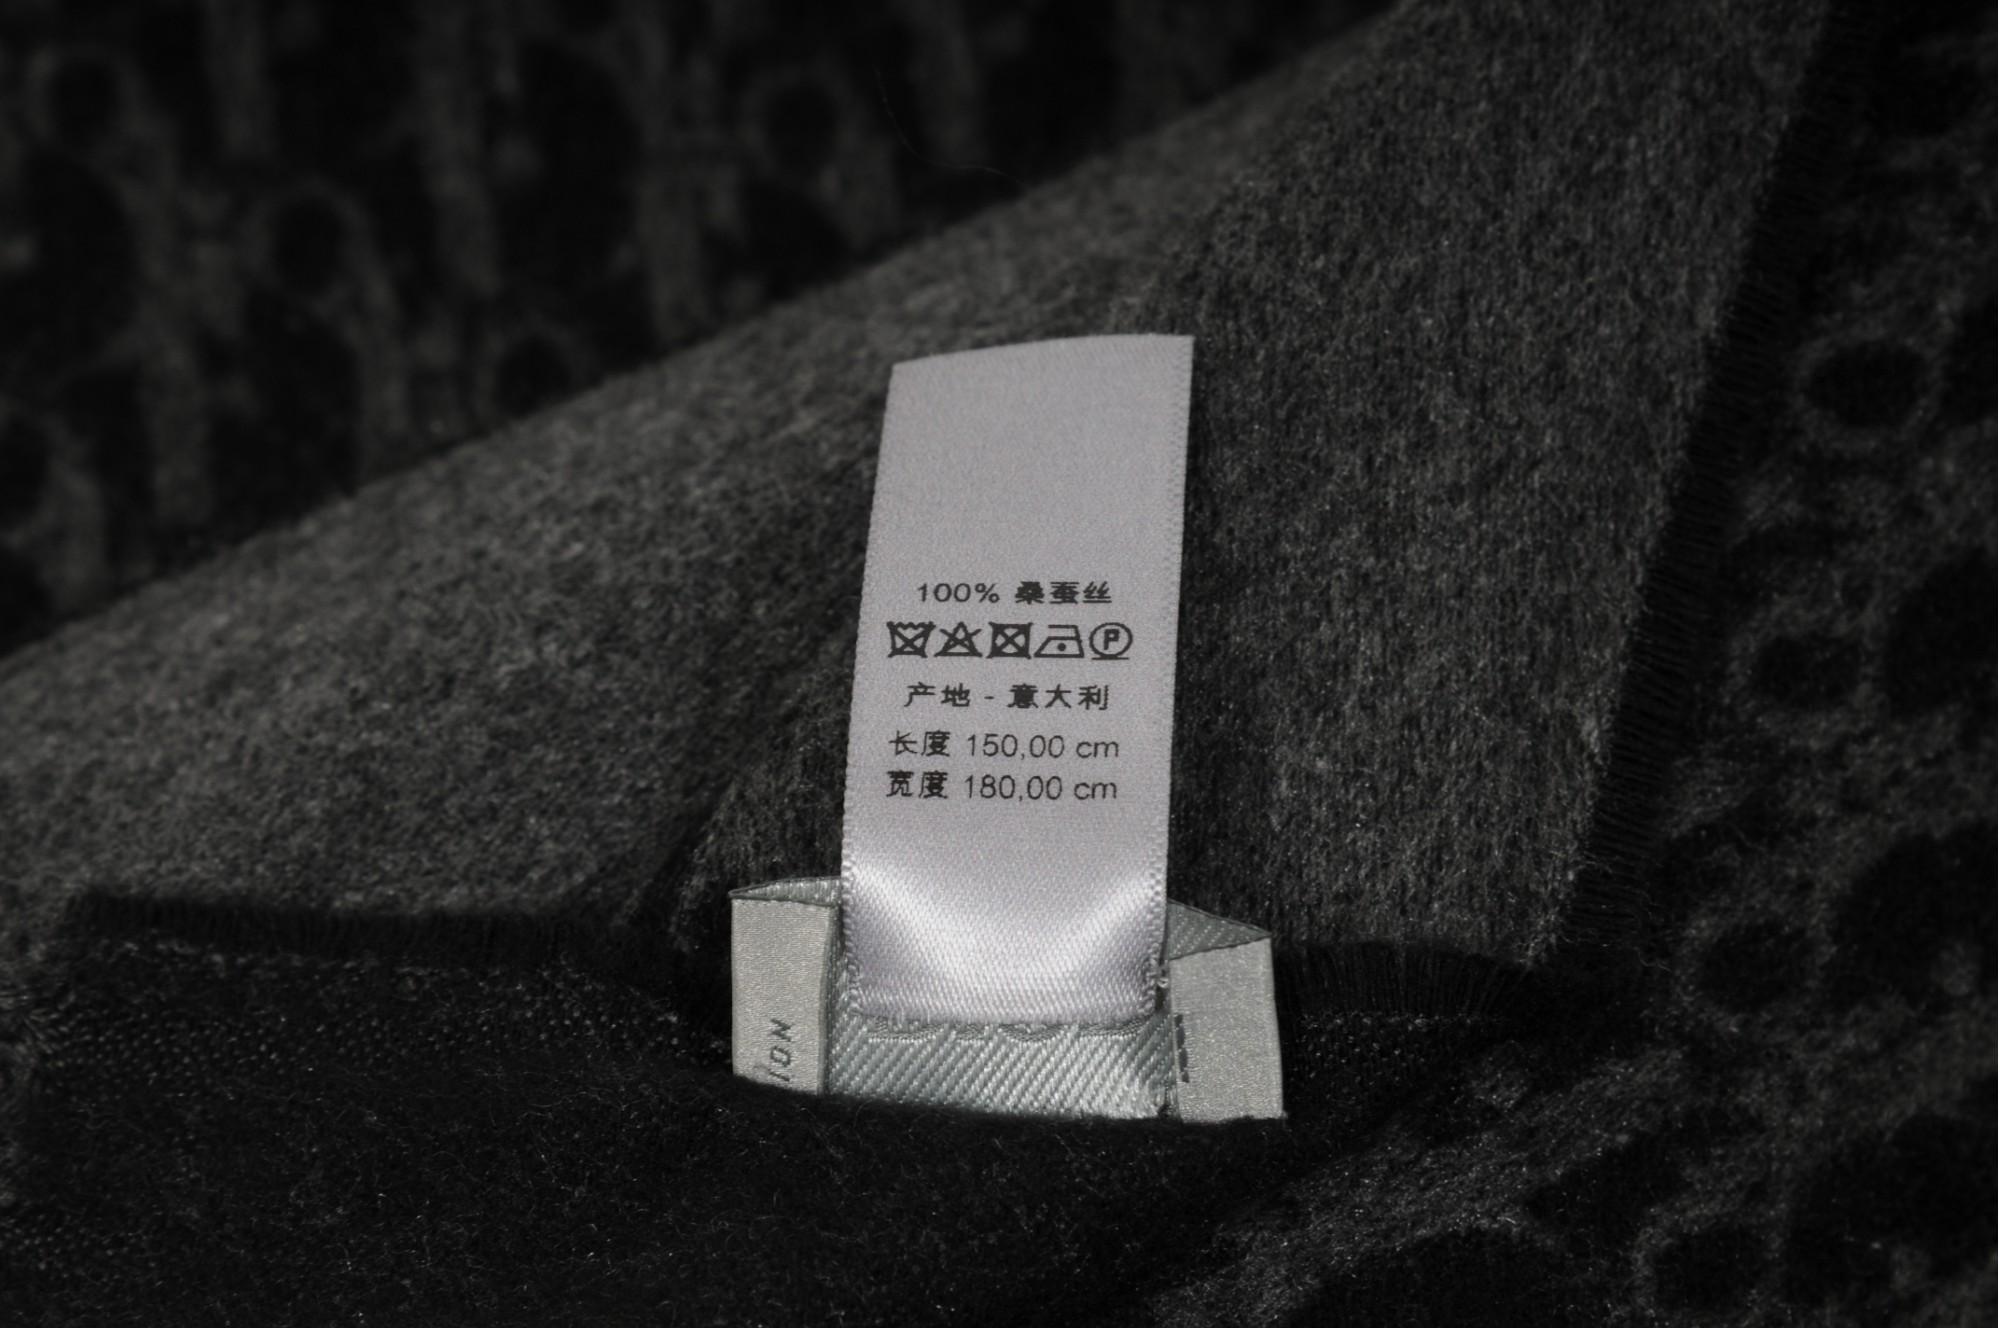 100% 桑蚕丝
产地 - 意大利
长度 150,00 cm
宽度 180,00 cm